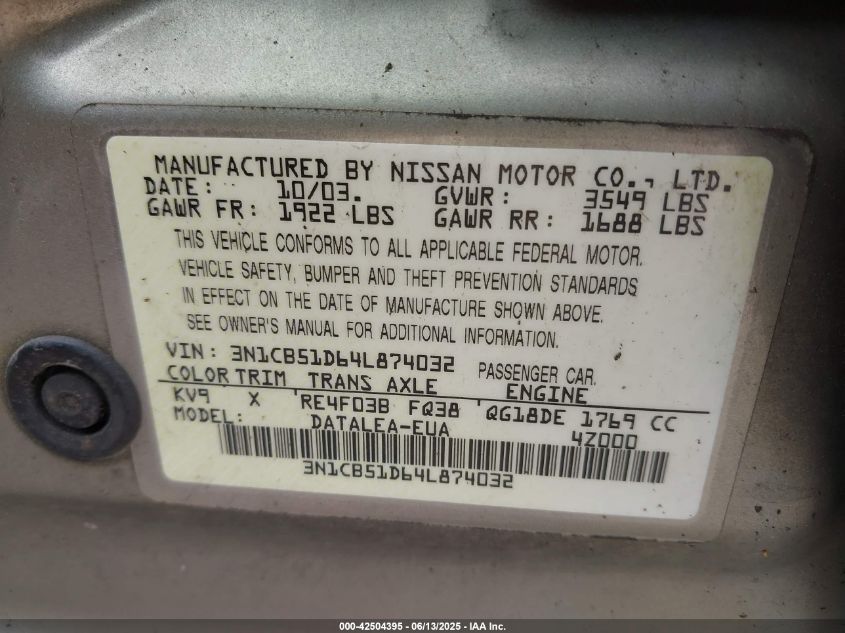 MANUFACTURED BY NISSAN MOTOR CO., LTD.
DATE: 10/03. GVWR: 3549 LBS
GAWR FR: 1922 LBS GAWR RR: 1688 LBS
THIS VEHICLE CONFORMS TO ALL APPLICABLE FEDERAL MOTOR.
VEHICLE SAFETY, BUMPER AND THEFT PREVENTION STANDARDS
IN EFFECT ON THE DATE OF MANUFACTURE SHOWN ABOVE.
SEE OWNER'S MANUAL FOR ADDITIONAL INFORMATION.
VIN: 3N1CB51D64L874032 PASSENGER CAR.
COLOR TRIM TRANS AXLE ENGINE
KV9 X RE4F03B FQ38 QG18DE 1769 CC
MODEL: DATALEA-EUA 4Z000
3N1CB51D64L874032
000-42504395 - 06/13/2025 - IAA Inc.